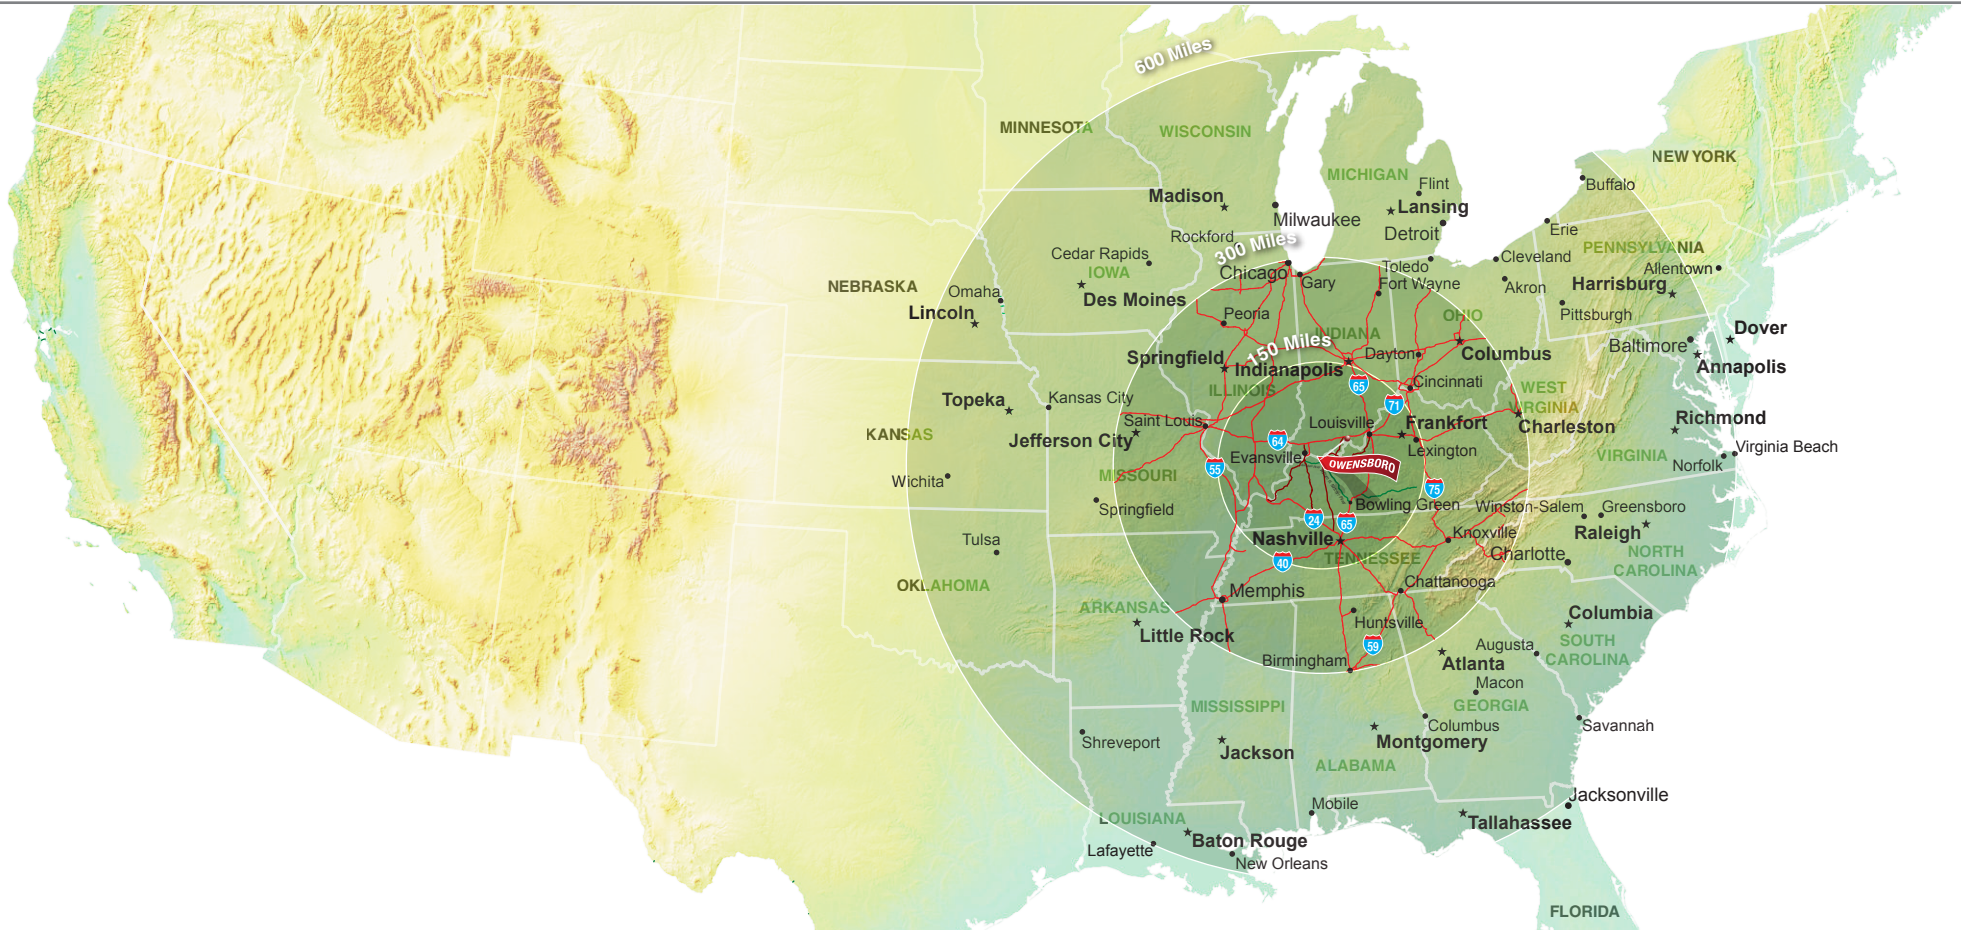 600 Miles
MINNESOTA
WISCONSIN
NEW YORK
MICHIGAN
Flint
Buffalo
Madison
Lansing
Milwaukee
Detroit
Erie
Rockford
300 Miles
PENNSYLVANIA
Cedar Rapids
Cleveland
IOWA
Chicago
Toledo
Allentown
NEBRASKA
Omaha
Des Moines
Gary
Fort Wayne
Akron
Harrisburg
Lincoln
Peoria
OHIO
Pittsburgh
INDIANA
Dover
150 Miles
Baltimore
Springfield
Indianapolis
Dayton
Columbus
Annapolis
65
Cincinnati
ILLINOIS
WEST
VIRGINIA
Topeka
Kansas City
71
Saint Louis
Louisville
Frankfort
Charleston
Richmond
KANSAS
Jefferson City
64
Lexington
Virginia Beach
Evansville
OWENSBORO
VIRGINIA
Norfolk
55
MISSOURI
Wichita
75
Springfield
Bowling Green
Winston-Salem
Greensboro
24
65
Raleigh
Tulsa
Nashville
Knoxville
Charlotte
NORTH
CAROLINA
40
TENNESSEE
OKLAHOMA
Memphis
Chattanooga
ARKANSAS
Columbia
Little Rock
Huntsville
59
Augusta
SOUTH
CAROLINA
Birmingham
Atlanta
Macon
MISSISSIPPI
GEORGIA
Columbus
Savannah
Shreveport
Jackson
Montgomery
ALABAMA
Mobile
Jacksonville
LOUISIANA
Tallahassee
Baton Rouge
Lafayette
New Orleans
FLORIDA